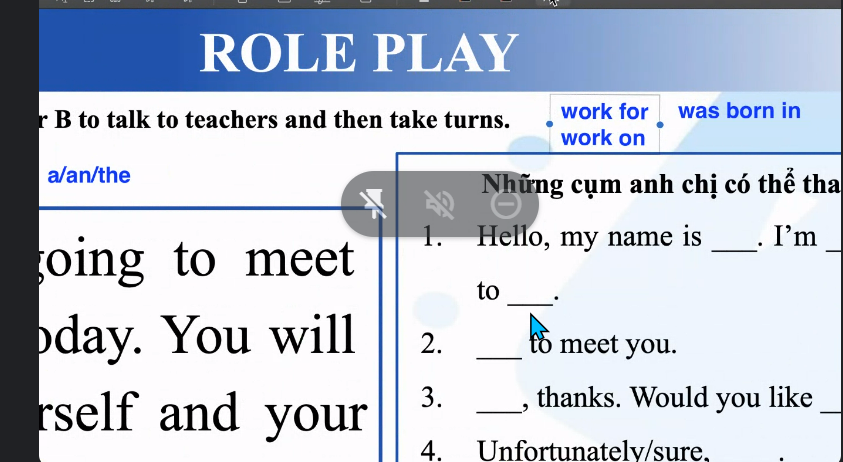 ROLE PLAY
r B to talk to teachers and then take turns.
work for
work on
was born in
a/an/the
going to meet
oday. You will
rself and your
Những cụm anh chị có thể tha
1. Hello, my name is ___. I’m _
to ___.
2. ___ to meet you.
3. ___, thanks. Would you like _
4. Unfortunately/sure, ___.